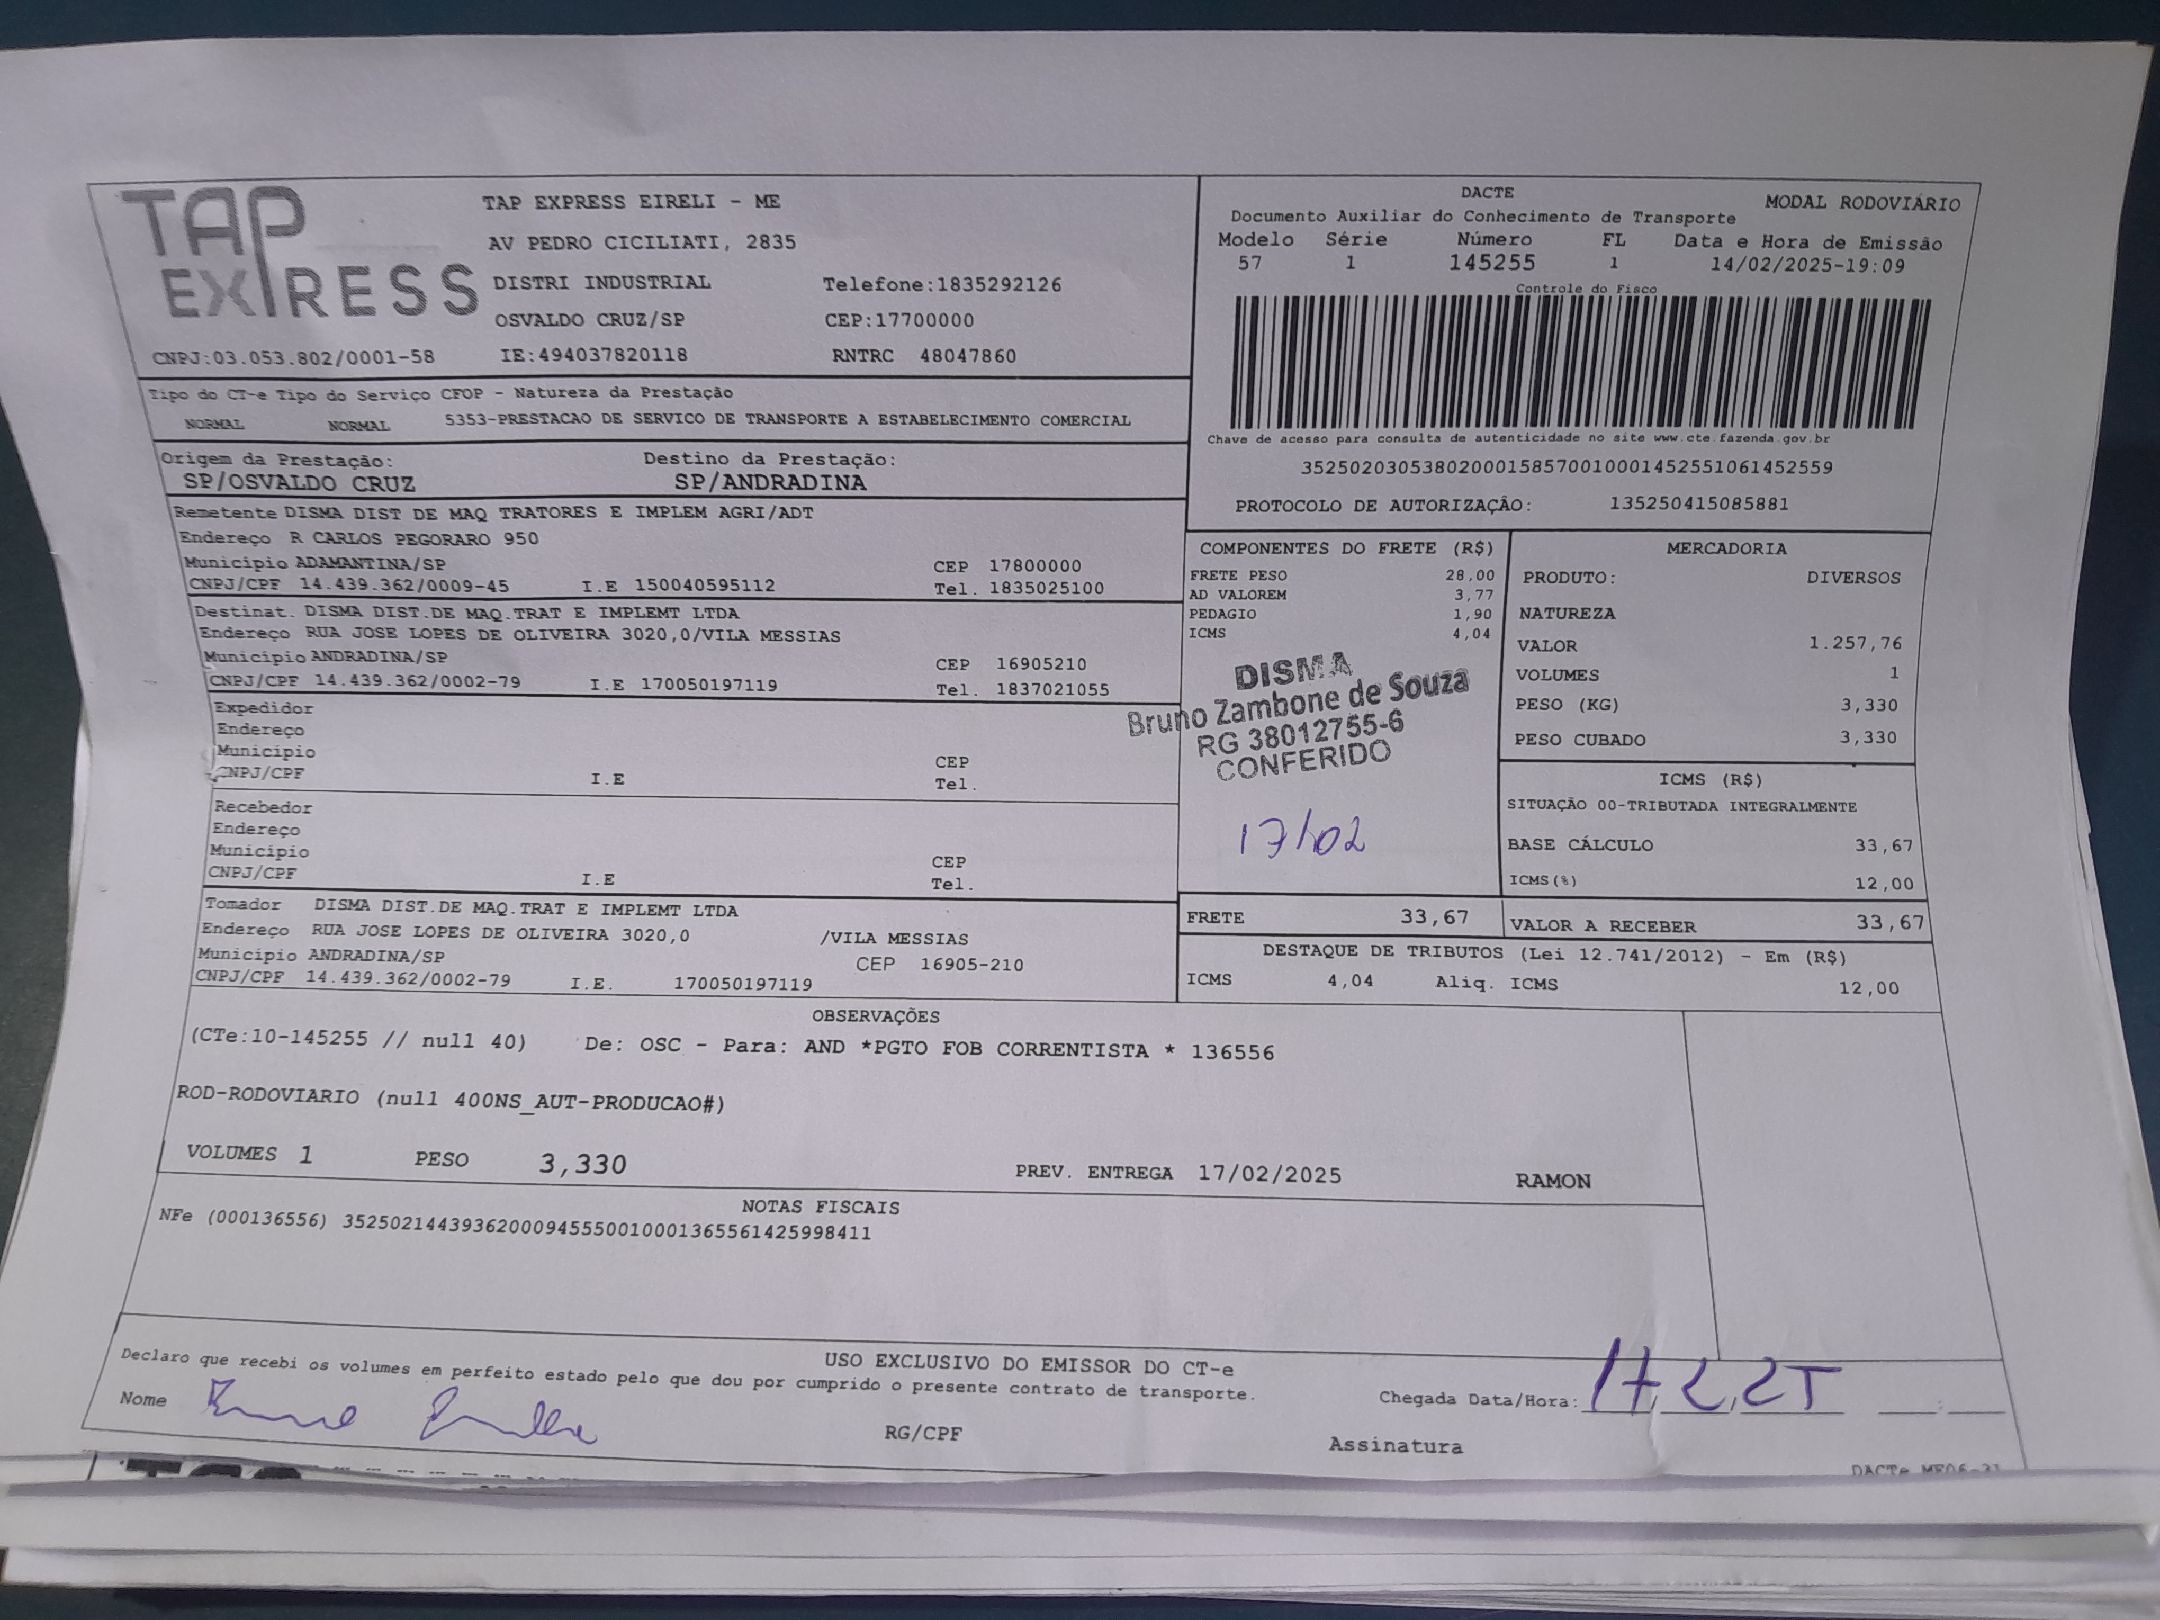 TAP EXPRESS
TAP EXPRESS EIRELI - ME
AV PEDRO CICILIATI, 2835
DISTRI INDUSTRIAL Telefone:1835292126
OSVALDO CRUZ/SP CEP:17700000
CNPJ:03.053.802/0001-58 IE:494037820118 RNTRC 48047860
DACTE MODAL RODOVIÁRIO
Documento Auxiliar do Conhecimento de Transporte
Modelo Série Número FL Data e Hora de Emissão
57 1 145255 1 14/02/2025-19:09
Controle do Fisco
Chave de acesso para consulta de autenticidade no site www.cte.fazenda.gov.br
35250203053802000158570010001452551061452559
PROTOCOLO DE AUTORIZAÇÃO: 135250415085881
Tipo do CT-e Tipo do Serviço CFOP - Natureza da Prestação
NORMAL NORMAL 5353-PRESTACAO DE SERVICO DE TRANSPORTE A ESTABELECIMENTO COMERCIAL
Origem da Prestação: Destino da Prestação:
SP/OSVALDO CRUZ SP/ANDRADINA
Remetente DISMA DIST DE MAQ TRATORES E IMPLEM AGRI/ADT
Endereço R CARLOS PEGORARO 950
Município ADAMANTINA/SP CEP 17800000
CNPJ/CPF 14.439.362/0009-45 I.E 150040595112 Tel. 1835025100
Destinat. DISMA DIST.DE MAQ.TRAT E IMPLEMT LTDA
Endereço RUA JOSE LOPES DE OLIVEIRA 3020,0/VILA MESSIAS
Município ANDRADINA/SP CEP 16905210
CNPJ/CPF 14.439.362/0002-79 I.E 170050197119 Tel. 1837021055
Expedidor
Endereço
Município CEP
CNPJ/CPF I.E Tel.
Recebedor
Endereço
Município CEP
CNPJ/CPF I.E Tel.
Tomador DISMA DIST.DE MAQ.TRAT E IMPLEMT LTDA
Endereço RUA JOSE LOPES DE OLIVEIRA 3020,0 /VILA MESSIAS
Município ANDRADINA/SP CEP 16905-210
CNPJ/CPF 14.439.362/0002-79 I.E. 170050197119
COMPONENTES DO FRETE (R$)
FRETE PESO 28,00
AD VALOREM 3,77
PEDAGIO 1,90
ICMS 4,04
DISMA
Bruno Zambone de Souza
RG 38012755-6
CONFERIDO
17/02
MERCADORIA
PRODUTO: DIVERSOS
NATUREZA
VALOR 1.257,76
VOLUMES 1
PESO (KG) 3,330
PESO CUBADO 3,330
ICMS (R$)
SITUAÇÃO 00-TRIBUTADA INTEGRALMENTE
BASE CÁLCULO 33,67
ICMS(%) 12,00
FRETE 33,67 VALOR A RECEBER 33,67
DESTAQUE DE TRIBUTOS (Lei 12.741/2012) - Em (R$)
ICMS 4,04 Aliq. ICMS 12,00
OBSERVAÇÕES
(CTe:10-145255 // null 40) De: OSC - Para: AND *PGTO FOB CORRENTISTA * 136556
ROD-RODOVIARIO (null 400NS_AUT-PRODUCAO#)
VOLUMES 1 PESO 3,330 PREV. ENTREGA 17/02/2025 RAMON
NOTAS FISCAIS
NFe (000136556) 35250214439362000945550010001365561425998411
USO EXCLUSIVO DO EMISSOR DO CT-e
Declaro que recebi os volumes em perfeito estado pelo que dou por cumprido o presente contrato de transporte.
Nome RG/CPF Chegada Data/Hora: 17,2,25 :
Assinatura